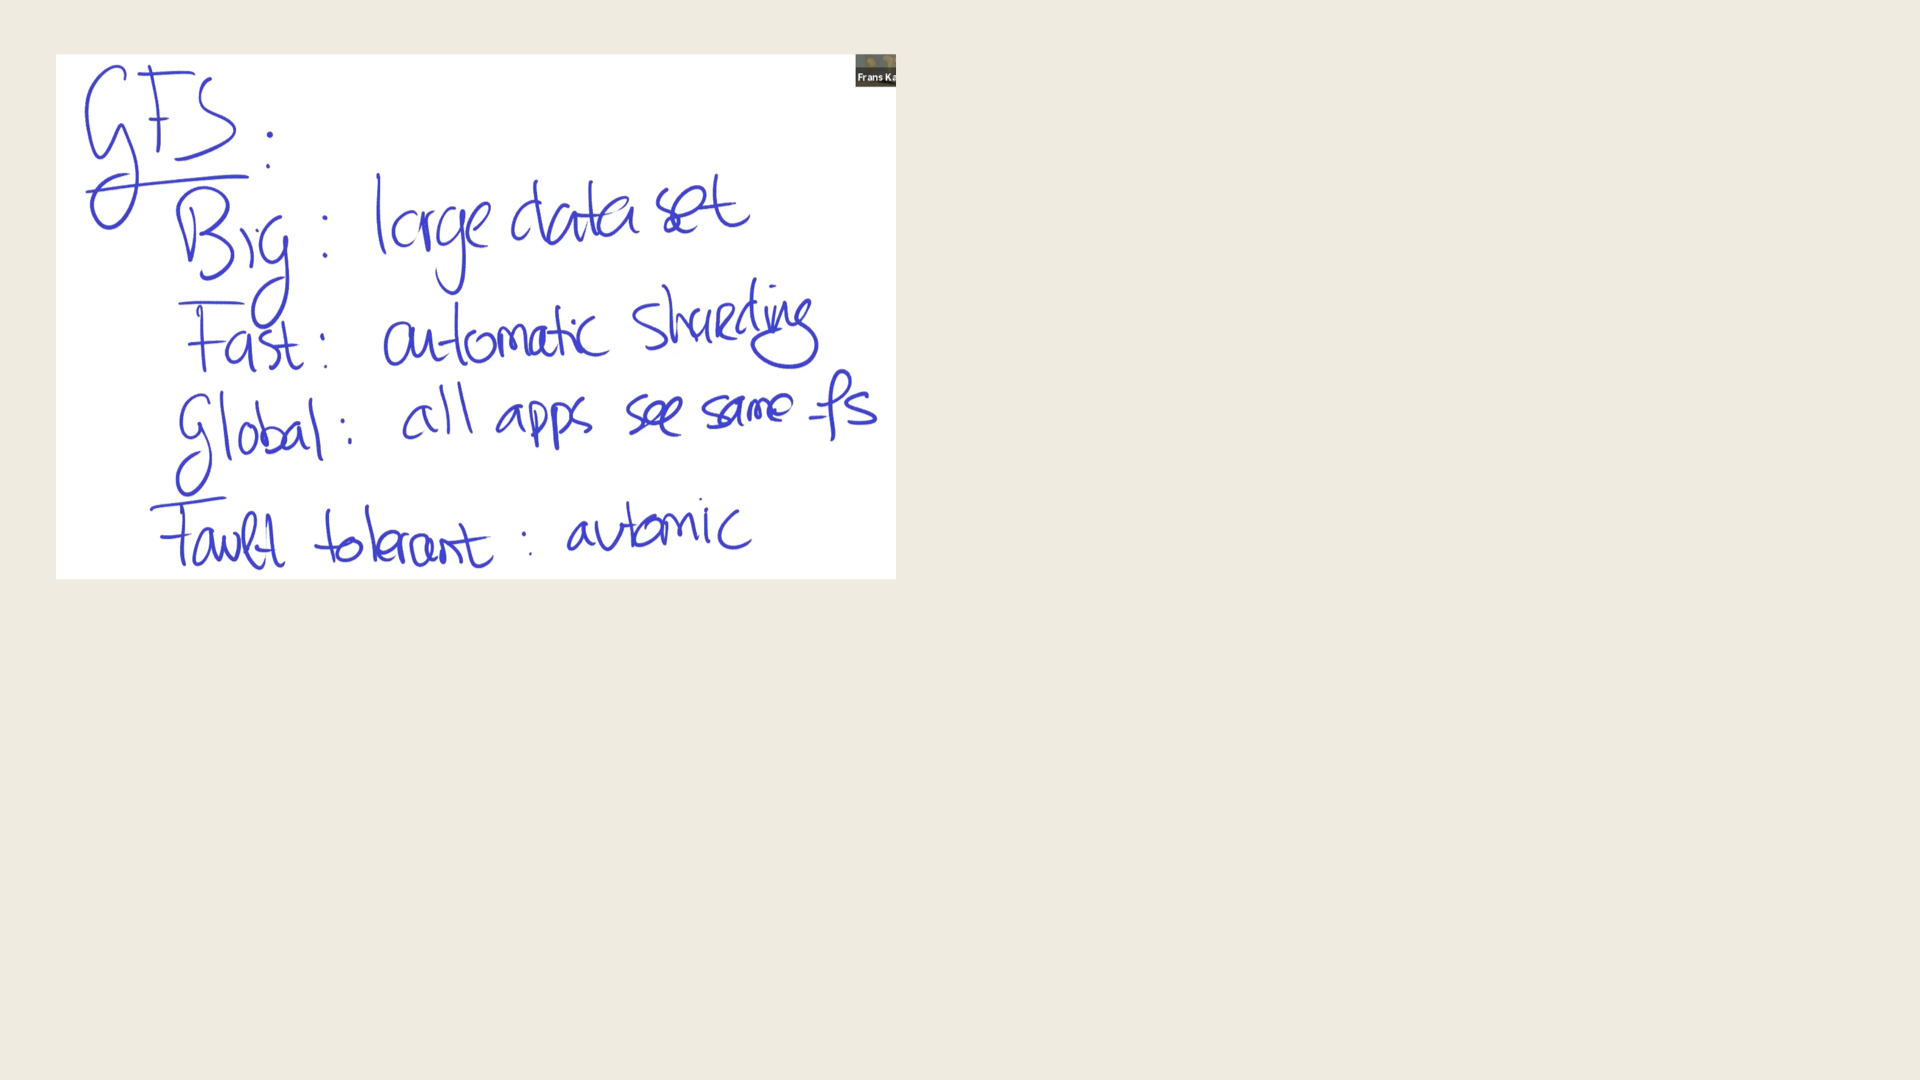 GFS:
Big: large data set
Fast: automatic sharding
Global: all apps see same fs
Fault tolerant: automic
Frans Ka